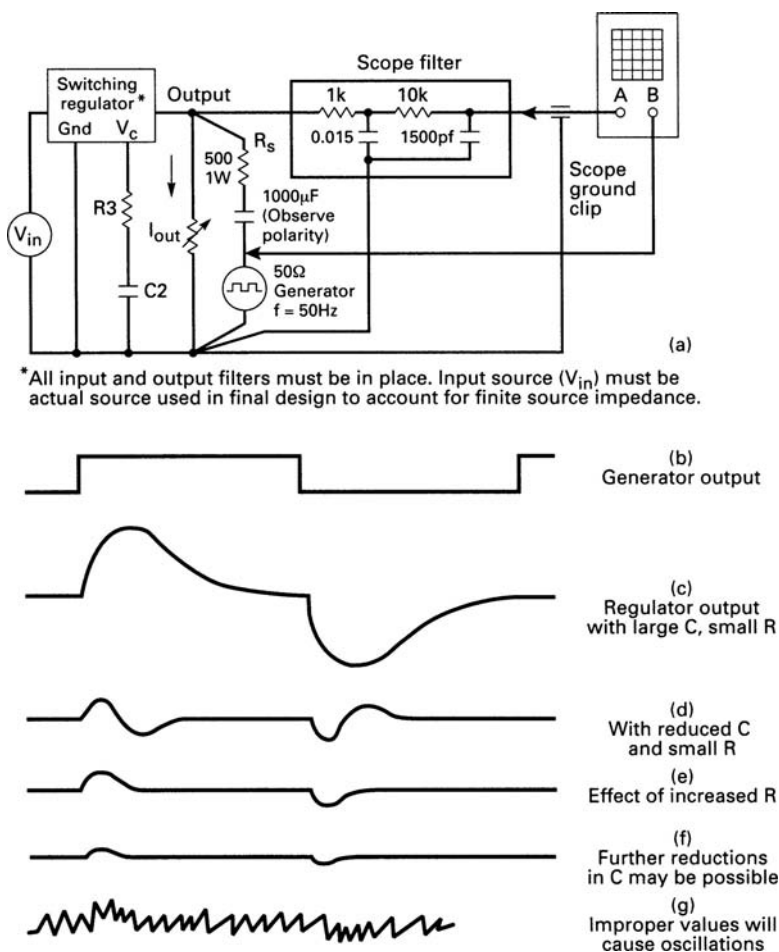 Scope filter
Switching
regulator*
Output
1k
10k
A B
Gnd
Vc
Rs
500
1W
0.015
1500pf
1000µF
(Observe
polarity)
Scope
ground
clip
R3
Iout
Vin
C2
50Ω
Generator
f = 50Hz
(a)
*All input and output filters must be in place. Input source (Vin) must be
actual source used in final design to account for finite source impedance.
(b)
Generator output
(c)
Regulator output
with large C, small R
(d)
With reduced C
and small R
(e)
Effect of increased R
(f)
Further reductions
in C may be possible
(g)
Improper values will
cause oscillations